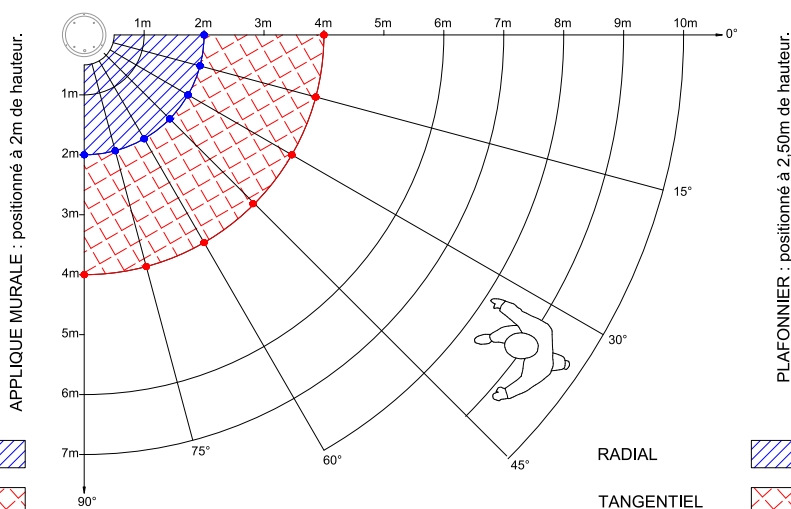 1m 2m 3m 4m 5m 6m 7m 8m 9m 10m 0°
1m
2m
3m
4m
5m
6m
7m
90°
75°
60°
45°
30°
15°
APPLIQUE MURALE : positionné à 2m de hauteur.
PLAFONNIER : positionné à 2,50m de hauteur.
RADIAL
TANGENTIEL